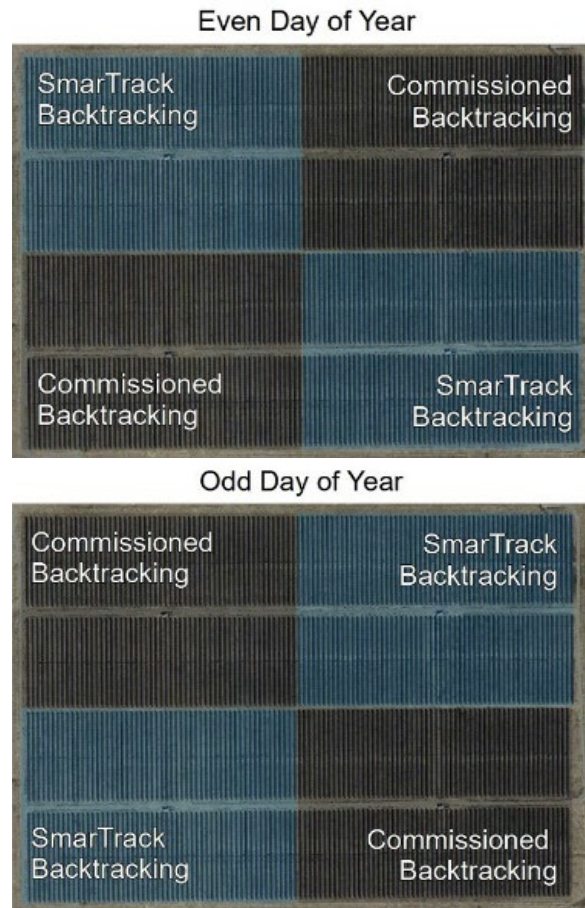 Even Day of Year
SmarTrack
Backtracking
Commissioned
Backtracking
Commissioned
Backtracking
SmarTrack
Backtracking
Odd Day of Year
Commissioned
Backtracking
SmarTrack
Backtracking
SmarTrack
Backtracking
Commissioned
Backtracking